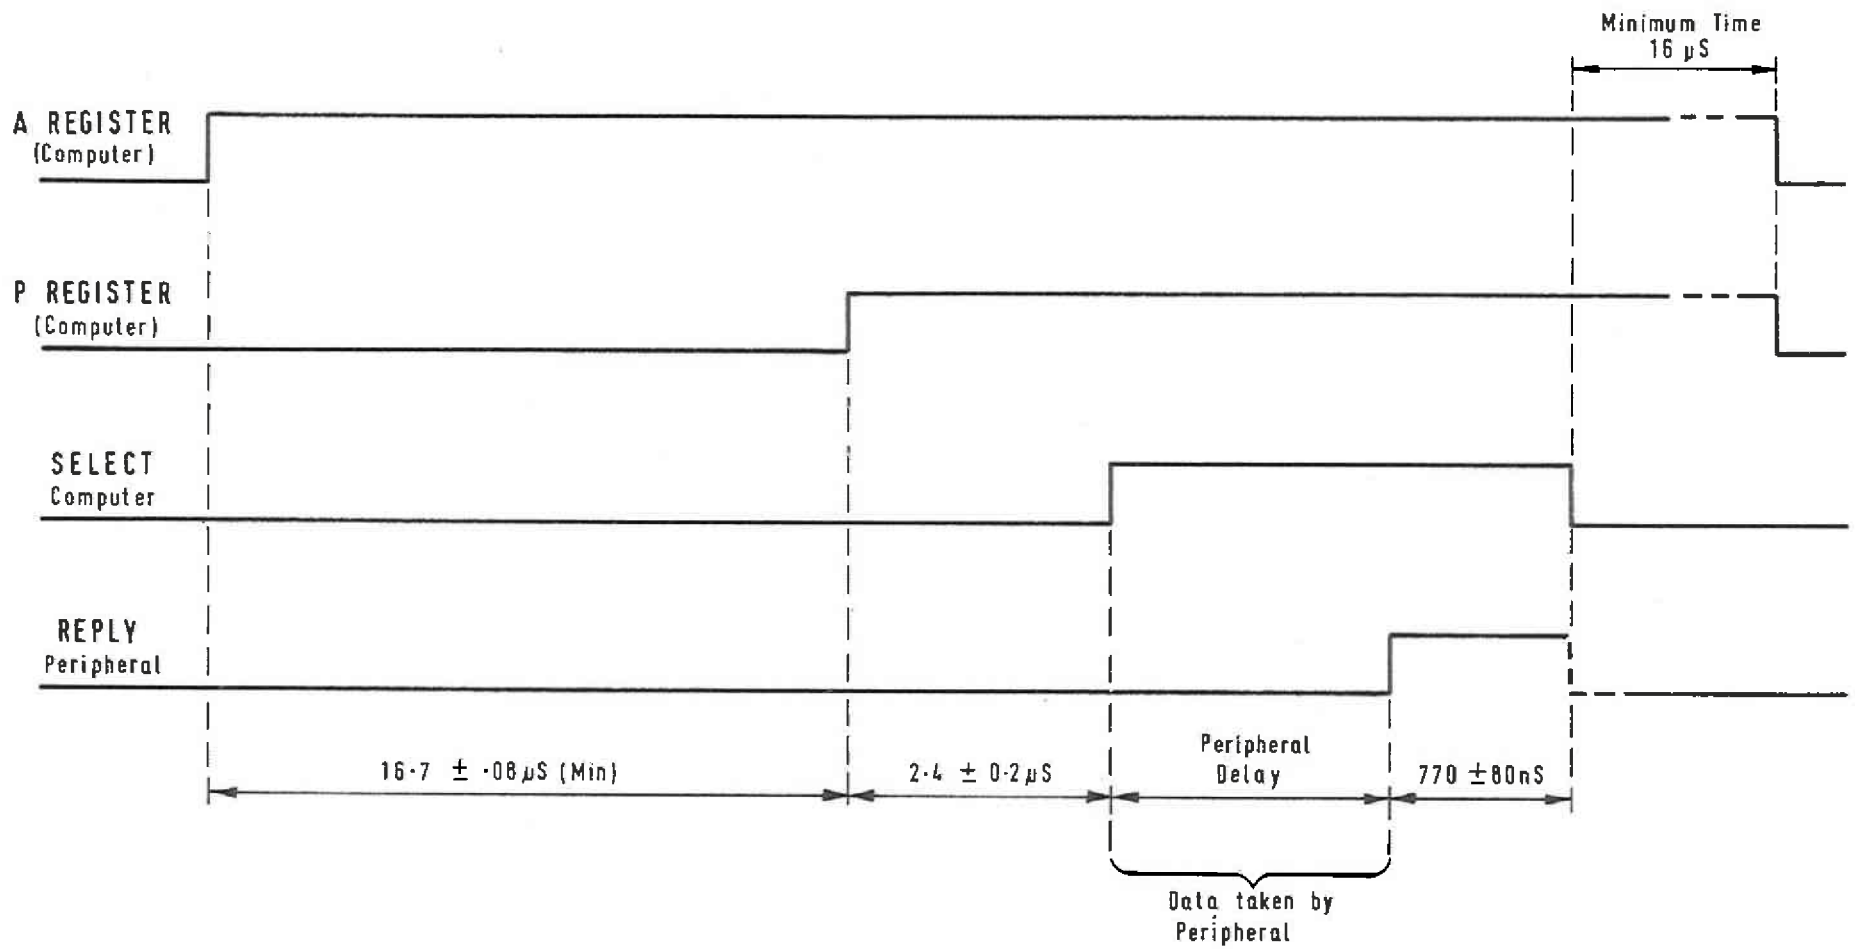 Minimum Time
16 µS
A REGISTER
(Computer)
P REGISTER
(Computer)
SELECT
Computer
REPLY
Peripheral
16·7 ± ·08µS (Min)
2·4 ± 0·2µS
Peripheral
Delay
770 ±80nS
Data taken by
Peripheral